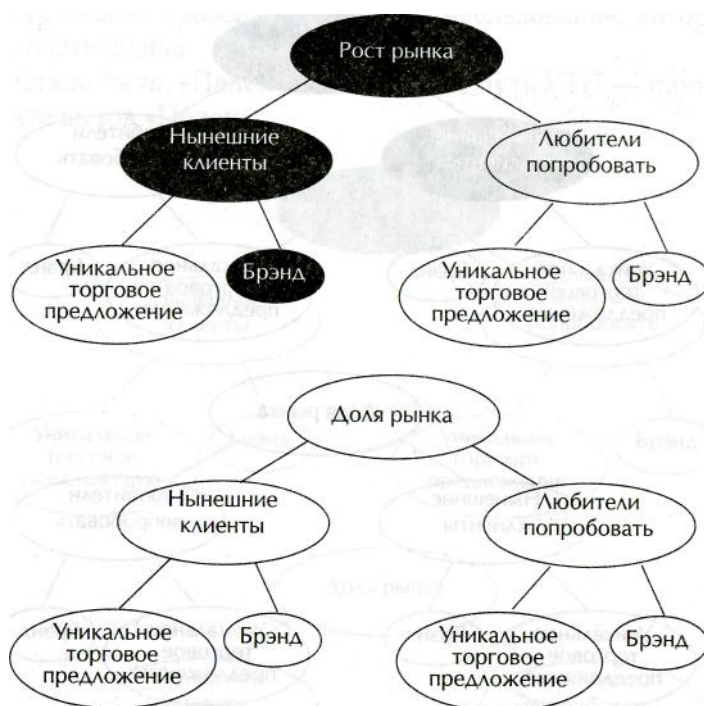 Рост рынка
Нынешние
клиенты
Любители
попробовать
Уникальное
торговое
предложение
Брэнд
Уникальное
торговое
предложение
Брэнд
Доля рынка
Нынешние
клиенты
Любители
попробовать
Уникальное
торговое
предложение
Брэнд
Уникальное
торговое
предложение
Брэнд